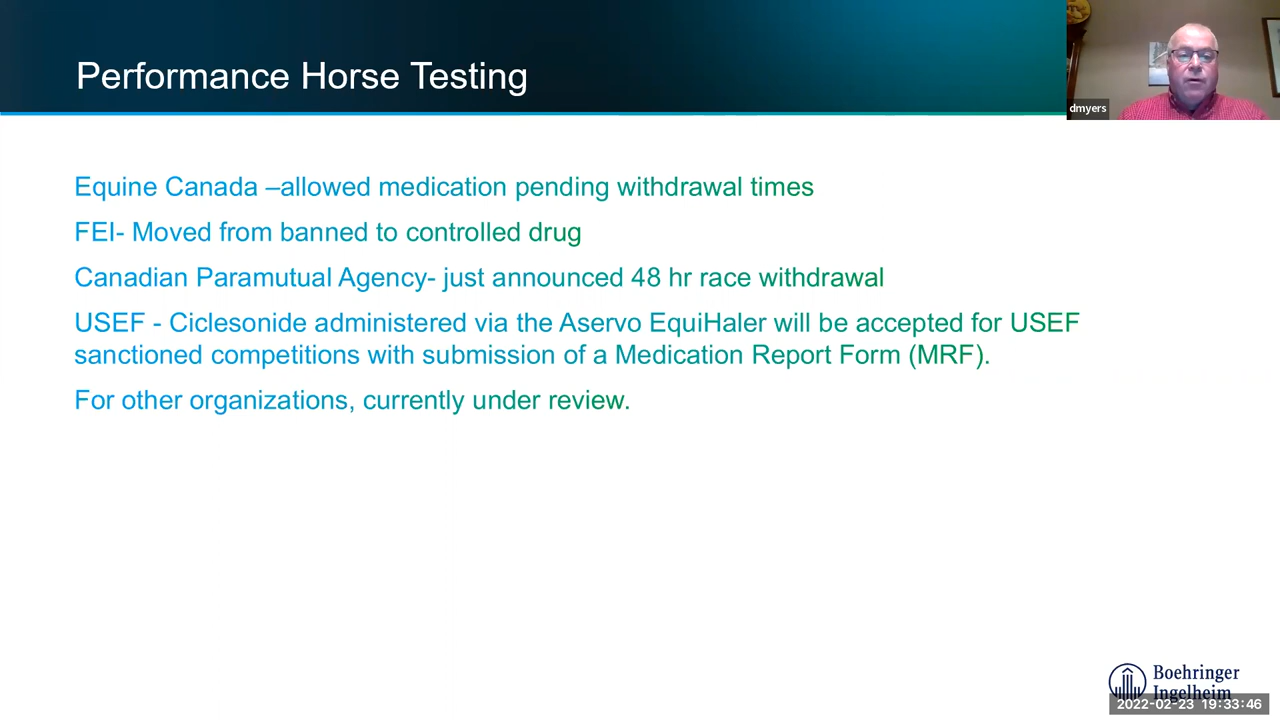 Performance Horse Testing
dmyers
Equine Canada –allowed medication pending withdrawal times
FEI- Moved from banned to controlled drug
Canadian Paramutual Agency- just announced 48 hr race withdrawal
USEF - Ciclesonide administered via the Aservo EquiHaler will be accepted for USEF
sanctioned competitions with submission of a Medication Report Form (MRF).
For other organizations, currently under review.
Boehringer
Ingelheim
2022-02-23 19:33:46